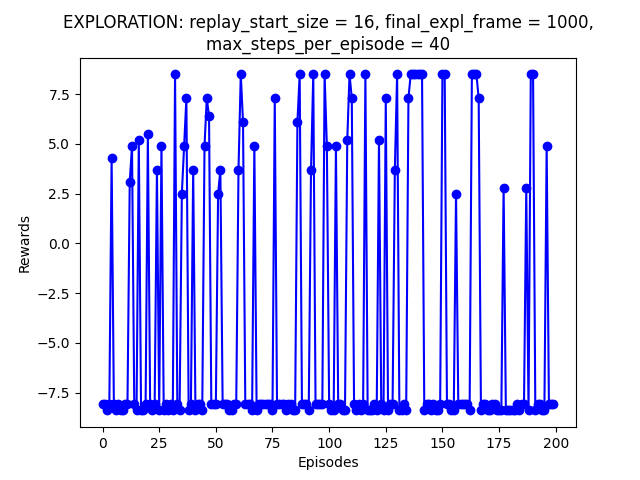 EXPLORATION: replay_start_size = 16, final_expl_frame = 1000,
max_steps_per_episode = 40
7.5
5.0
2.5
0.0
−2.5
−5.0
−7.5
Rewards
0 25 50 75 100 125 150 175 200
Episodes